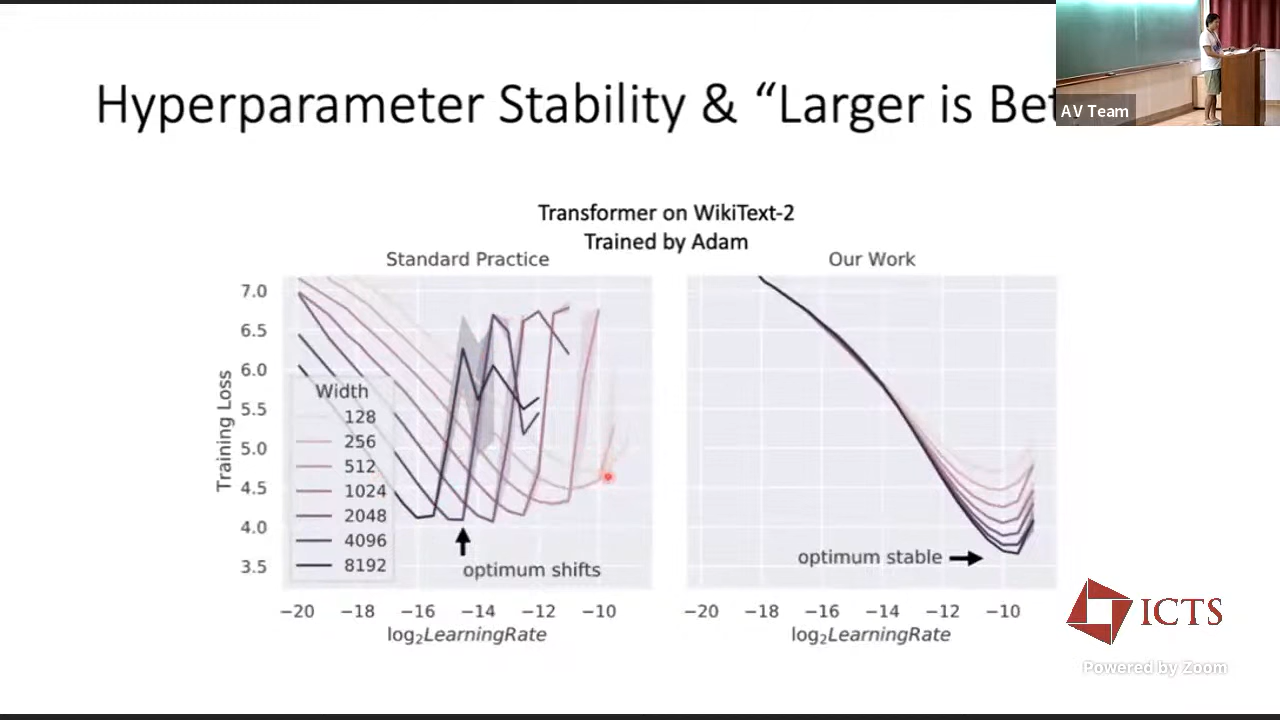 Hyperparameter Stability & “Larger is Bet
AV Team
Transformer on WikiText-2
Trained by Adam
Standard Practice
Our Work
Training Loss
7.0
6.5
6.0
5.5
5.0
4.5
4.0
3.5
Width
128
256
512
1024
2048
4096
8192
optimum shifts
optimum stable
−20 −18 −16 −14 −12 −10
−20 −18 −16 −14 −12 −10
log₂LearningRate
log₂LearningRate
ICTS
Powered by Zoom